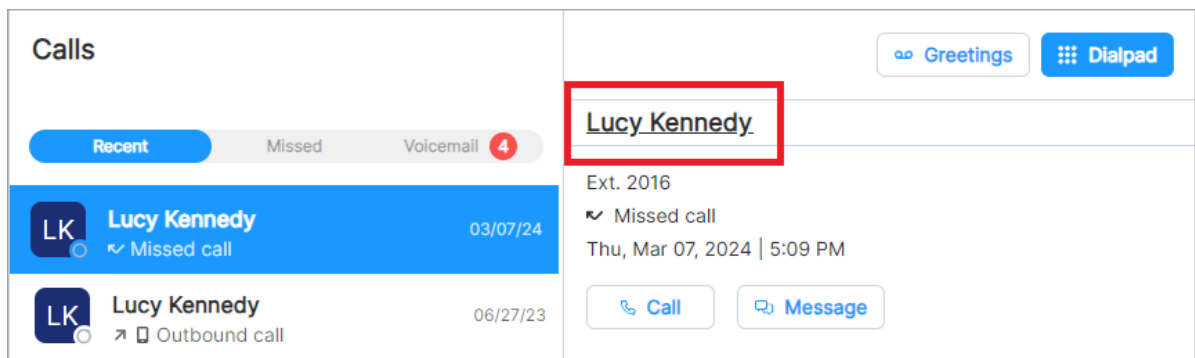 Calls
Greetings
Dialpad
Recent
Missed
Voicemail 4
LK
Lucy Kennedy
03/07/24
Missed call
LK
Lucy Kennedy
06/27/23
Outbound call
Lucy Kennedy
Ext. 2016
Missed call
Thu, Mar 07, 2024 | 5:09 PM
Call
Message